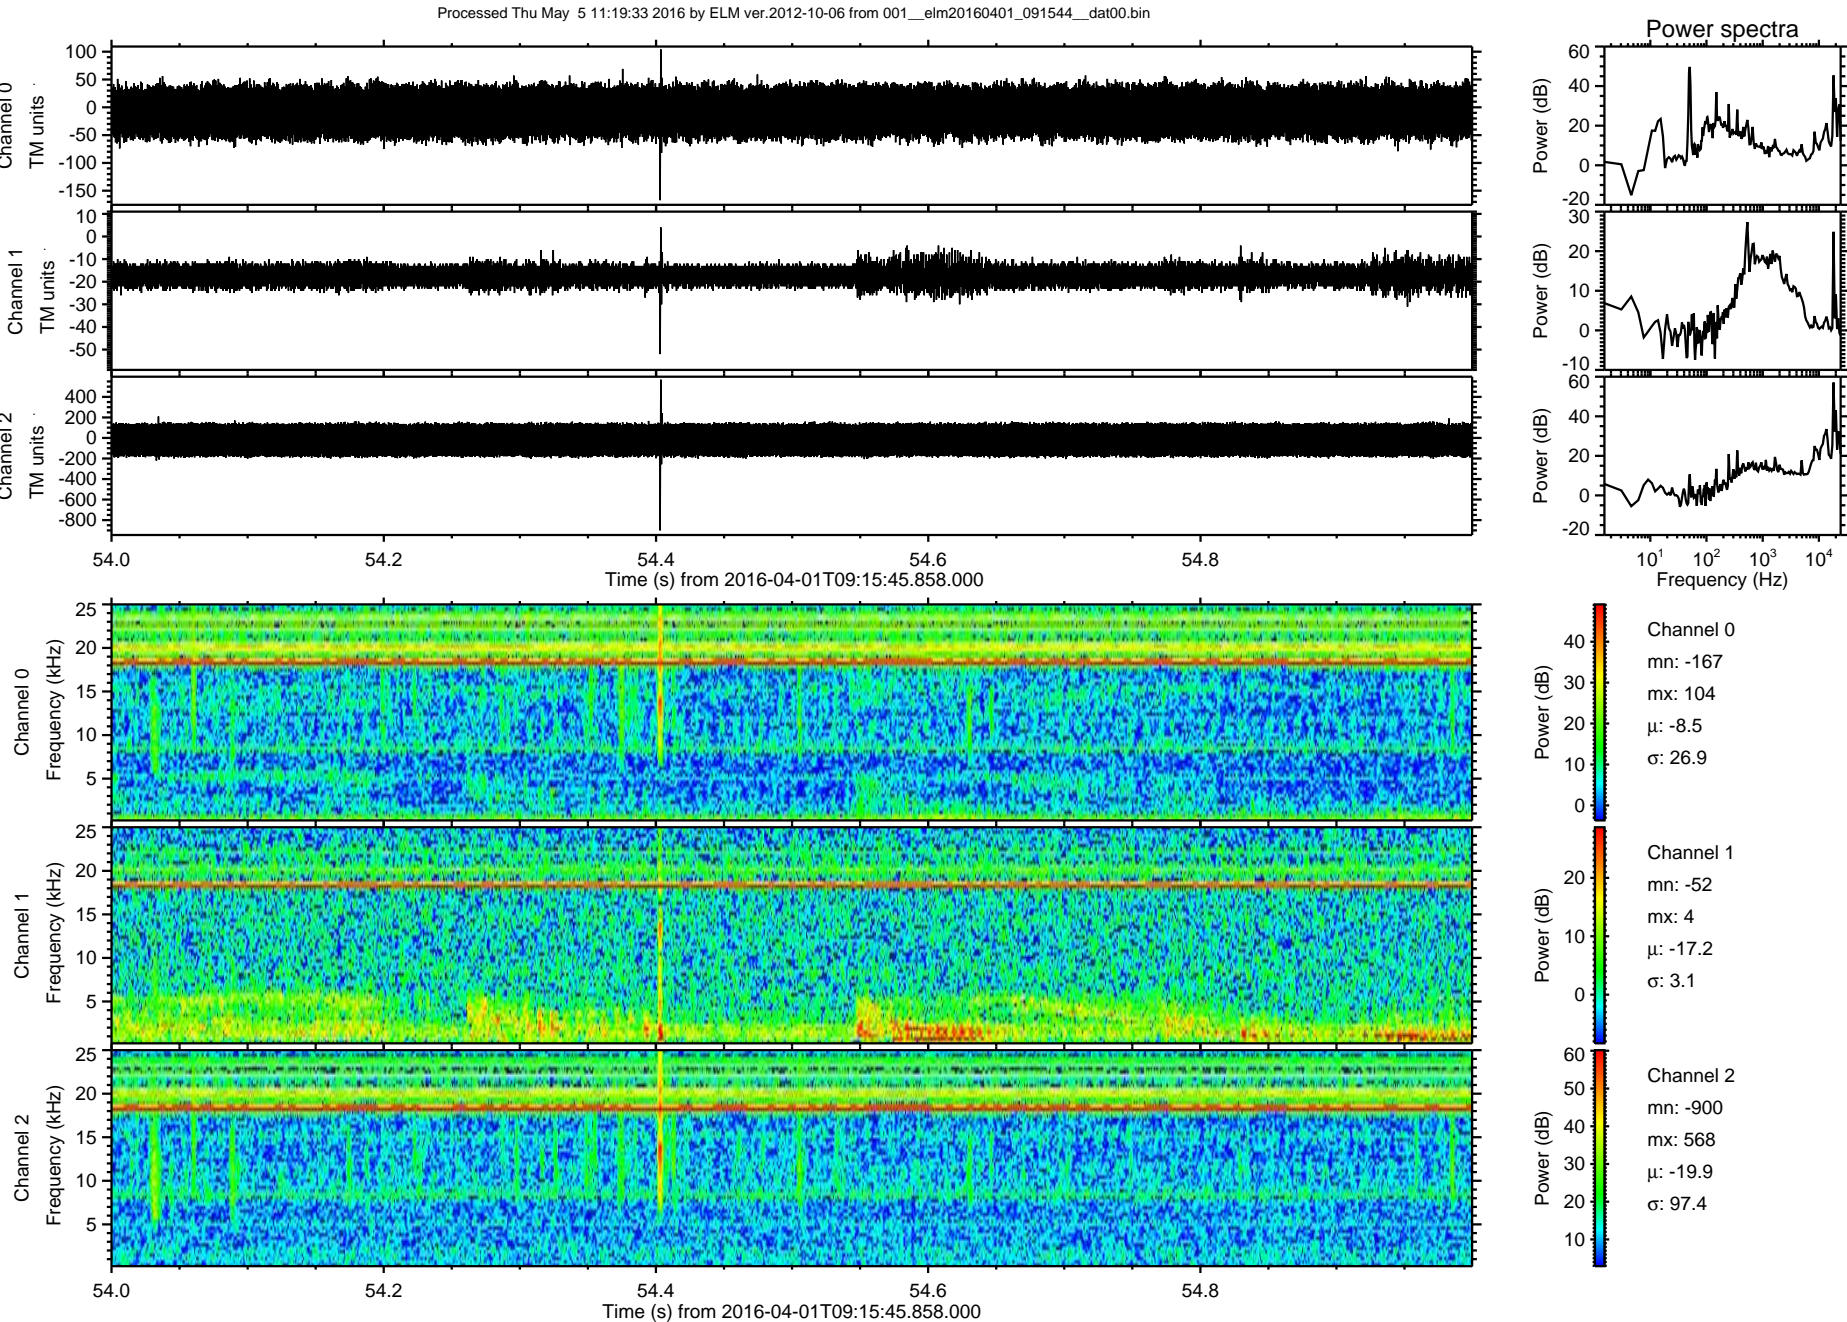 Processed Thu May  5 11:19:33 2016 by ELM ver.2012-10-06 from 001__elm20160401_091544__dat00.bin
Power spectra
Channel 0
TM units
100
50
0
-50
-100
-150
Power (dB)
60
40
20
0
-20
Channel 1
TM units
10
0
-10
-20
-30
-40
-50
Power (dB)
30
20
10
0
-10
Channel 2
TM units
400
200
0
-200
-400
-600
-800
Power (dB)
60
40
20
0
-20
54.0 54.2 54.4 54.6 54.8
Time (s) from 2016-04-01T09:15:45.858.000
10¹ 10² 10³ 10⁴
Frequency (Hz)
Channel 0
Frequency (kHz)
25
20
15
10
5
Power (dB)
40
30
20
10
0
Channel 0
mn: -167
mx: 104
μ: -8.5
σ: 26.9
Channel 1
Frequency (kHz)
25
20
15
10
5
Power (dB)
20
10
0
Channel 1
mn: -52
mx: 4
μ: -17.2
σ: 3.1
Channel 2
Frequency (kHz)
25
20
15
10
5
Power (dB)
60
50
40
30
20
10
Channel 2
mn: -900
mx: 568
μ: -19.9
σ: 97.4
54.0 54.2 54.4 54.6 54.8
Time (s) from 2016-04-01T09:15:45.858.000